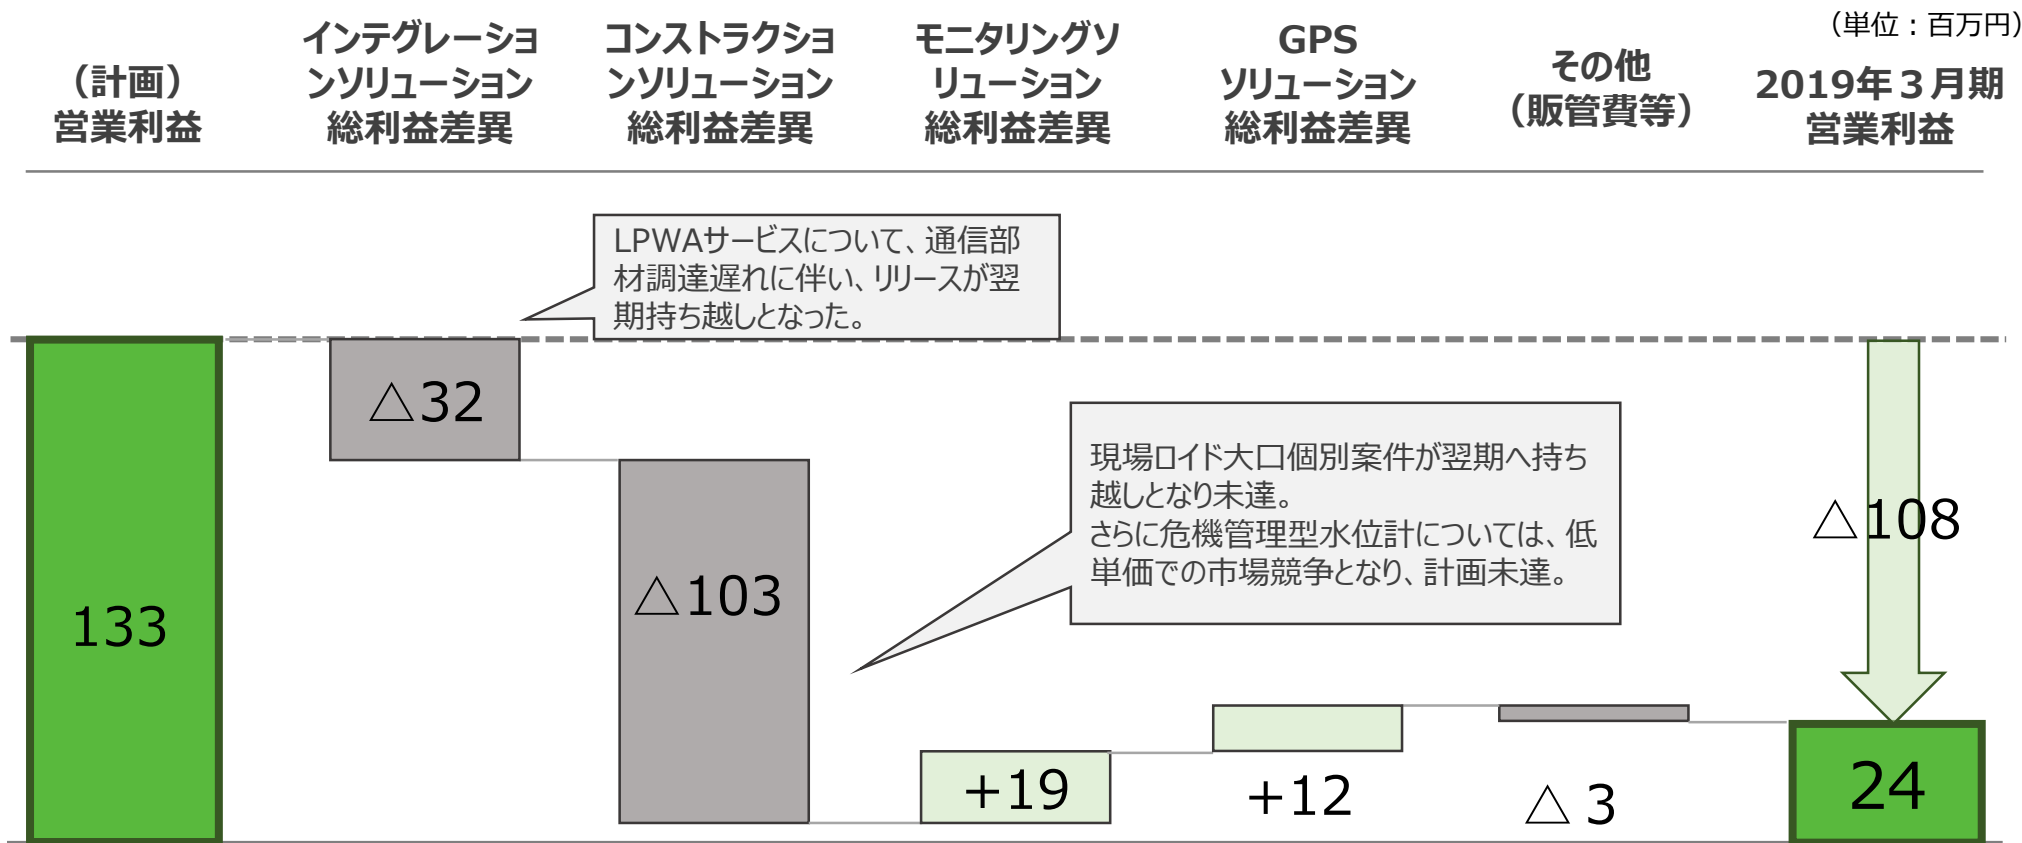 （単位：百万円）
（計画）
営業利益
インテグレーショ
ンソリューション
総利益差異
コンストラクショ
ンソリューション
総利益差異
モニタリングソ
リューション
総利益差異
GPS
ソリューション
総利益差異
その他
（販管費等）
2019年３月期
営業利益
LPWAサービスについて、通信部
材調達遅れに伴い、リリースが翌
期持ち越しとなった。
△32
現場ロイド大口個別案件が翌期へ持ち
越しとなり未達。
さらに危機管理型水位計については、低
単価での市場競争となり、計画未達。
△108
△103
133
+19
+12
△ 3
24